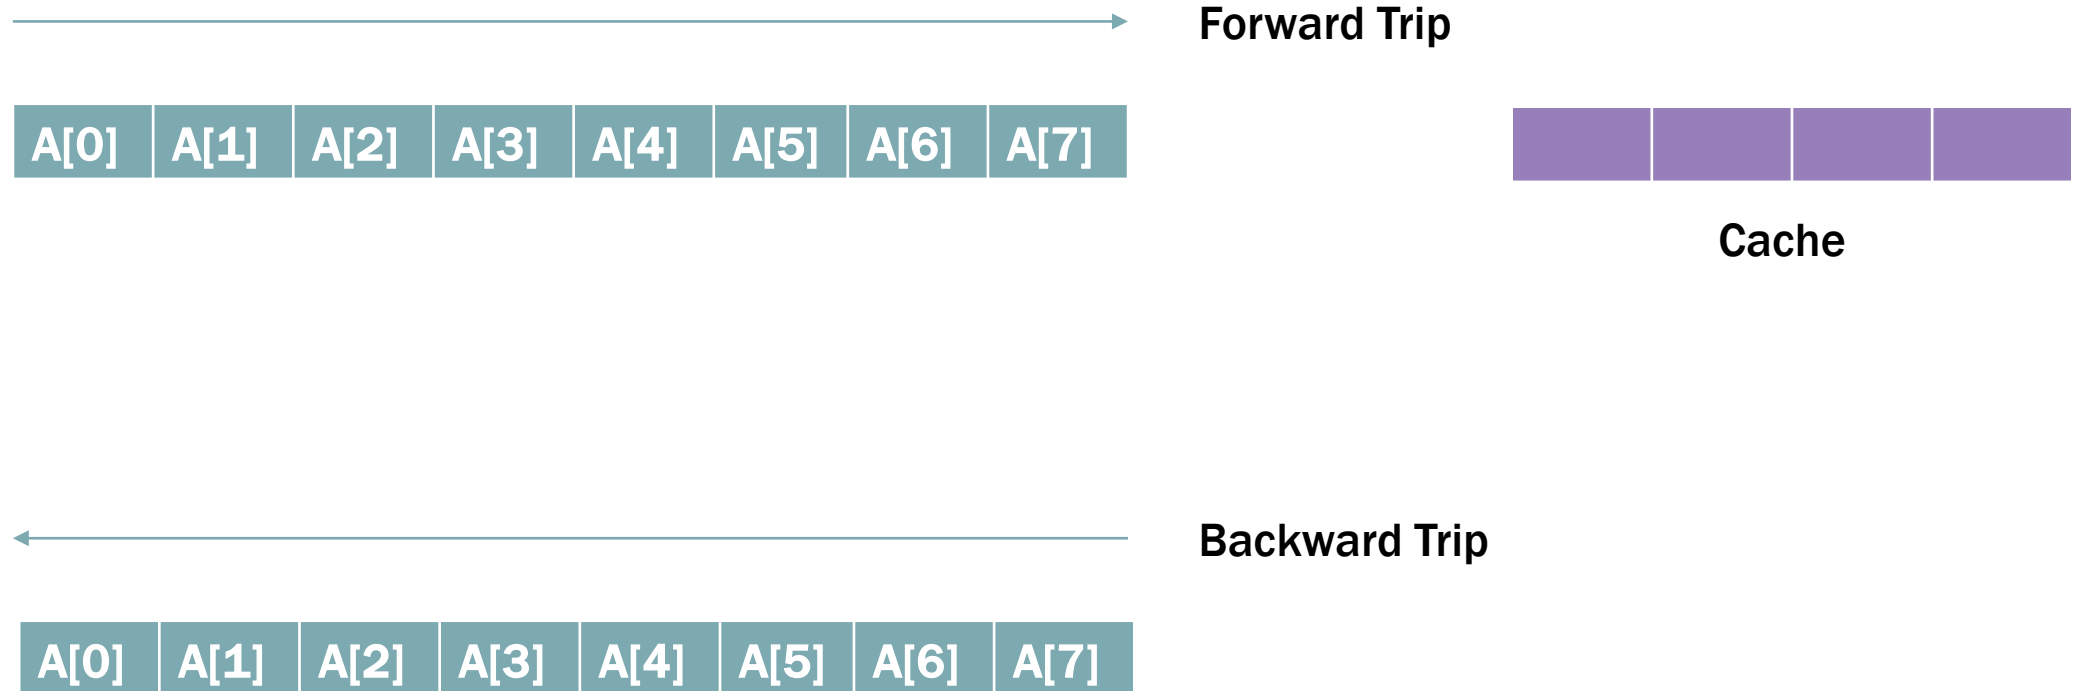 Forward Trip
A[0] A[1] A[2] A[3] A[4] A[5] A[6] A[7]
Cache
Backward Trip
A[0] A[1] A[2] A[3] A[4] A[5] A[6] A[7]